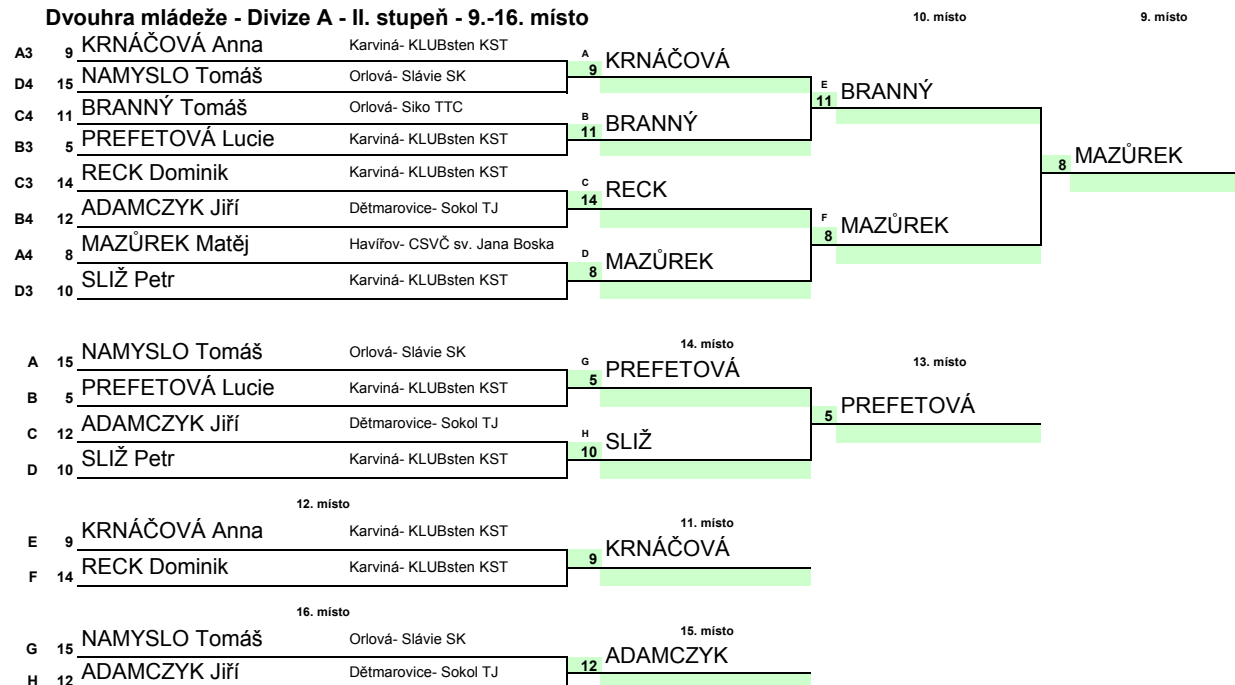 Dvouhra mládeže - Divize A - II. stupeň - 9.-16. místo 10. místo 9. místo
A3 9 KRNÁČOVÁ Anna Karviná- KLUBsten KST
A
9 KRNÁČOVÁ
D4 15 NAMYSLO Tomáš Orlová- Slávie SK
E
11 BRANNÝ
C4 11 BRANNÝ Tomáš Orlová- Siko TTC
B
11 BRANNÝ
B3 5 PREFETOVÁ Lucie Karviná- KLUBsten KST
8 MAZŮREK
C3 14 RECK Dominik Karviná- KLUBsten KST
C
14 RECK
B4 12 ADAMCZYK Jiří Dětmarovice- Sokol TJ
F
8 MAZŮREK
A4 8 MAZŮREK Matěj Havířov- CSVČ sv. Jana Boska
D
8 MAZŮREK
D3 10 SLIŽ Petr Karviná- KLUBsten KST
14. místo
13. místo
A 15 NAMYSLO Tomáš Orlová- Slávie SK
G
5 PREFETOVÁ
B 5 PREFETOVÁ Lucie Karviná- KLUBsten KST
5 PREFETOVÁ
C 12 ADAMCZYK Jiří Dětmarovice- Sokol TJ
H
10 SLIŽ
D 10 SLIŽ Petr Karviná- KLUBsten KST
12. místo
11. místo
E 9 KRNÁČOVÁ Anna Karviná- KLUBsten KST
9 KRNÁČOVÁ
F 14 RECK Dominik Karviná- KLUBsten KST
16. místo
15. místo
G 15 NAMYSLO Tomáš Orlová- Slávie SK
12 ADAMCZYK
H 12 ADAMCZYK Jiří Dětmarovice- Sokol TJ